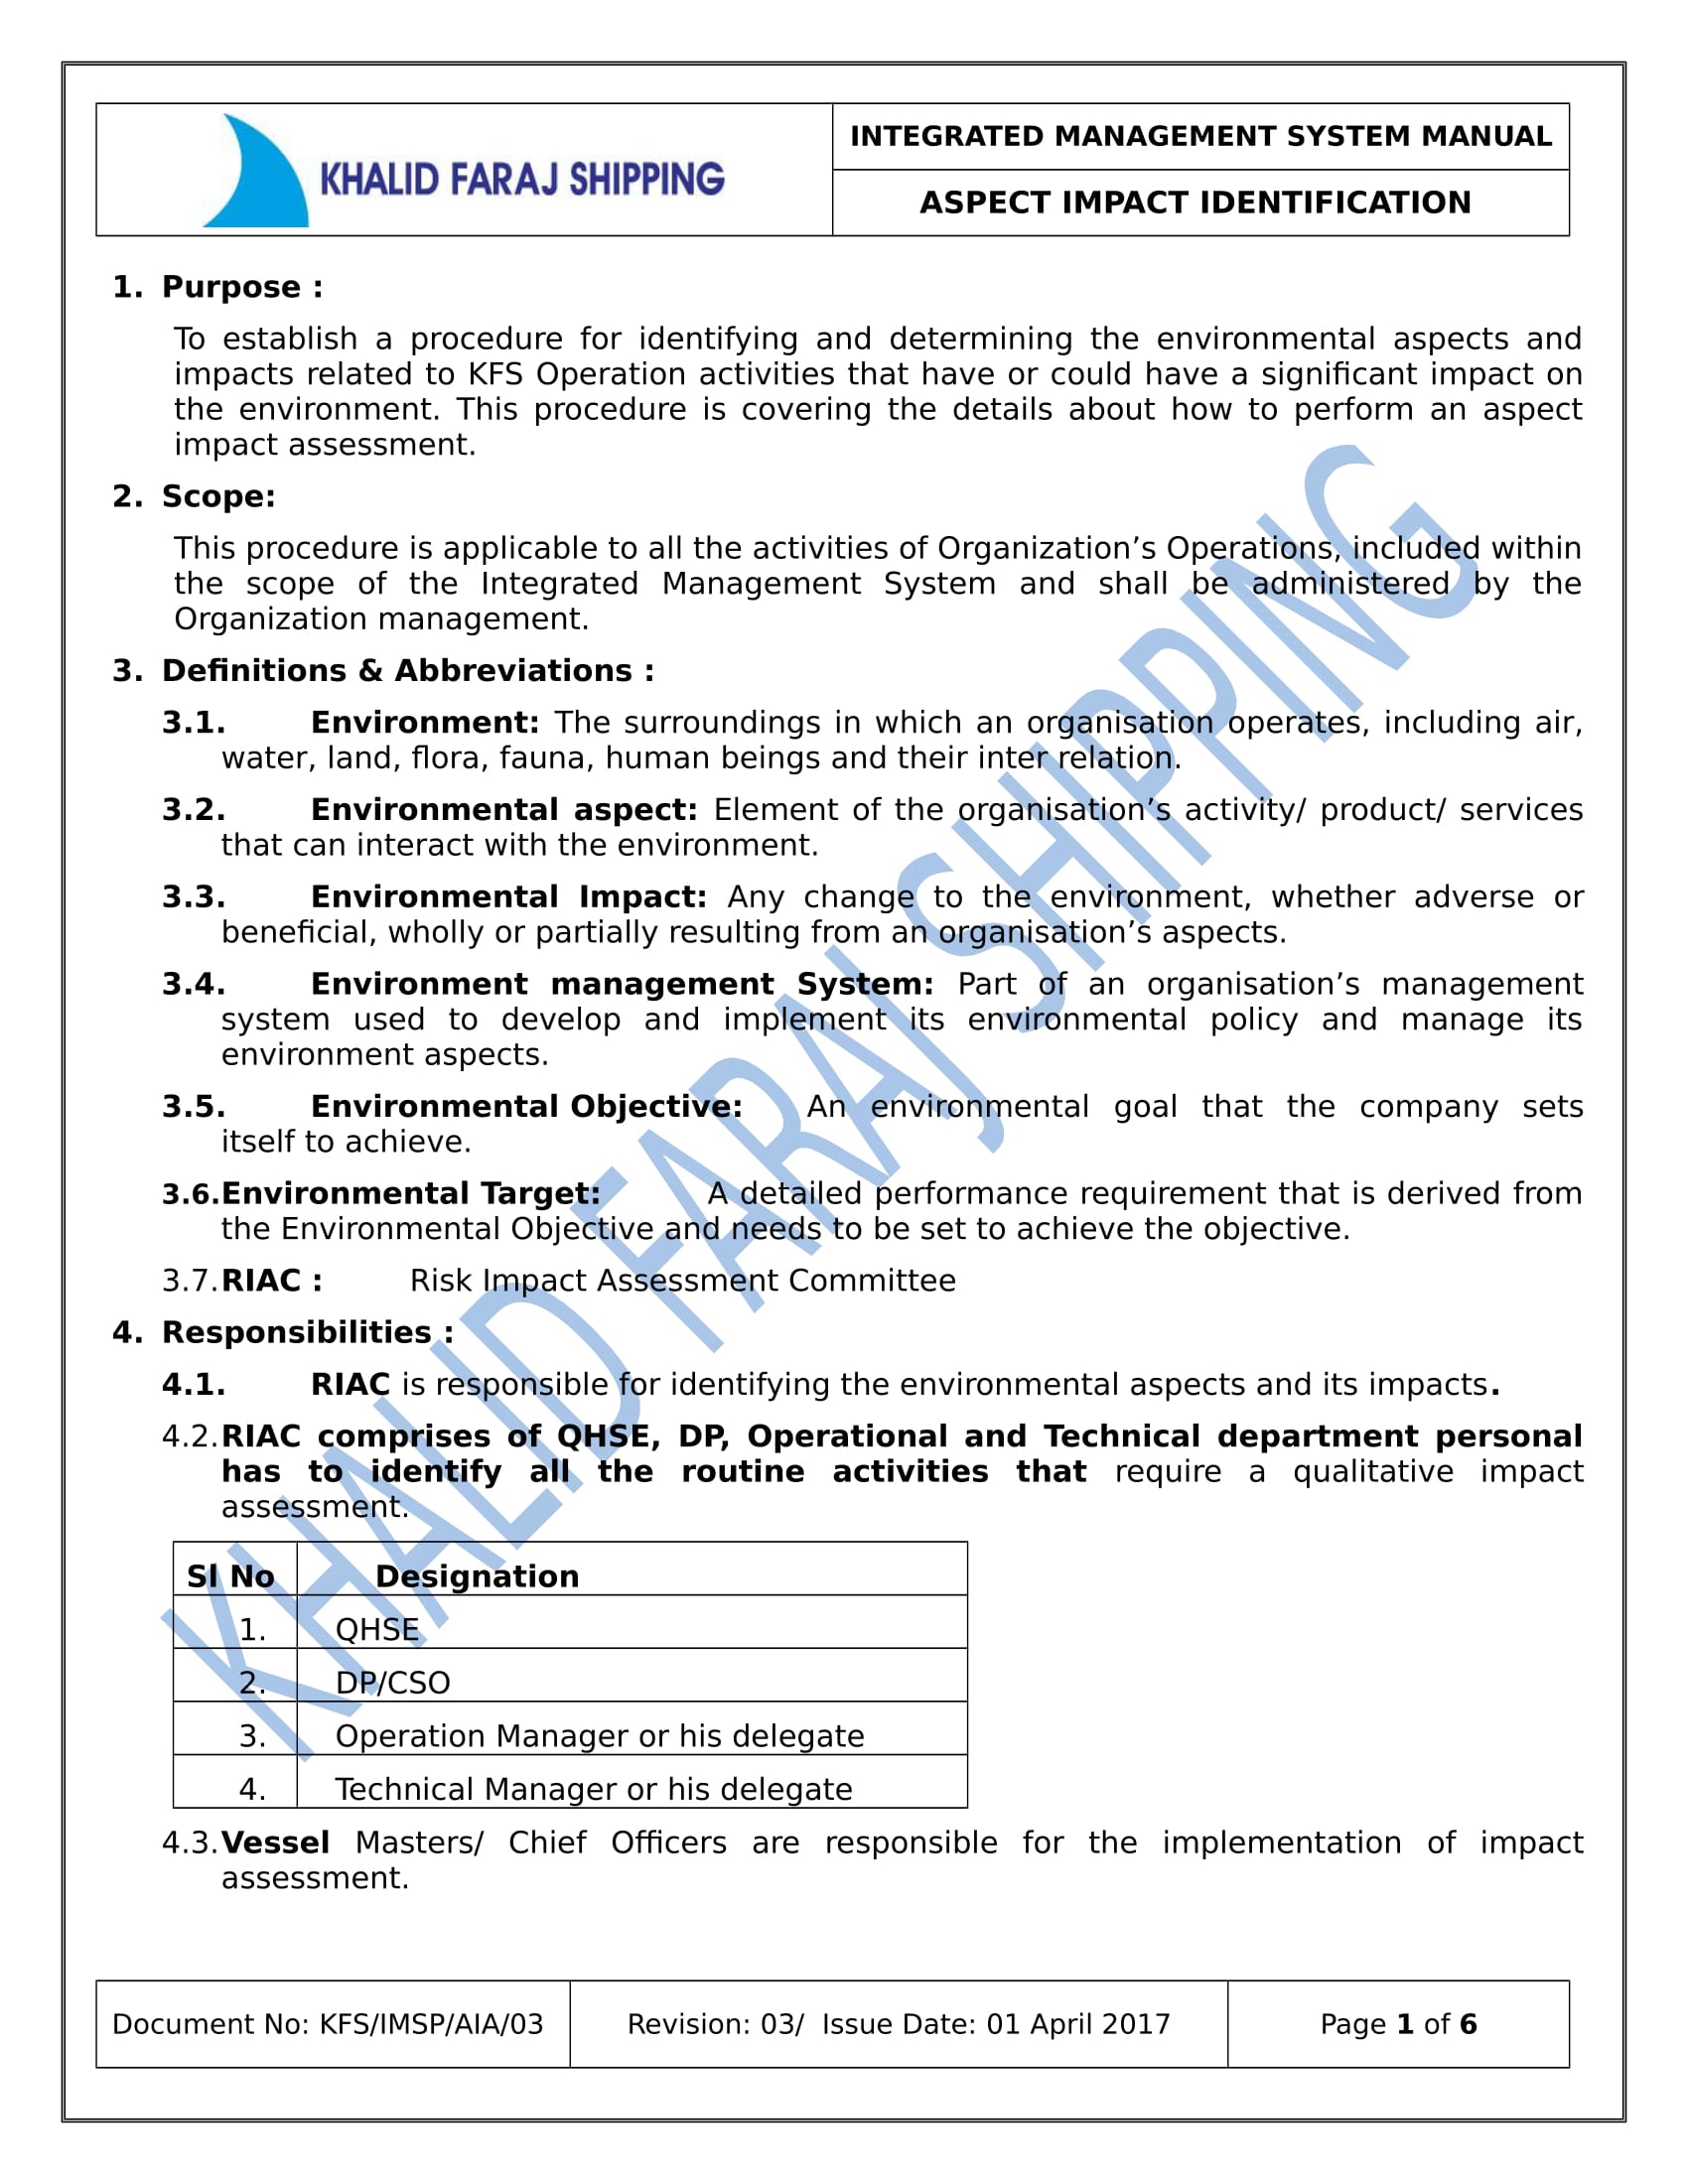 KHALID FARAJ SHIPPING
INTEGRATED MANAGEMENT SYSTEM MANUAL
ASPECT IMPACT IDENTIFICATION
1. Purpose :
To establish a procedure for identifying and determining the environmental aspects and
impacts related to KFS Operation activities that have or could have a significant impact on
the environment. This procedure is covering the details about how to perform an aspect
impact assessment.
2. Scope:
This procedure is applicable to all the activities of Organization’s Operations, included within
the scope of the Integrated Management System and shall be administered by the
Organization management.
3. Definitions & Abbreviations :
3.1. Environment: The surroundings in which an organisation operates, including air,
water, land, flora, fauna, human beings and their inter relation.
3.2. Environmental aspect: Element of the organisation’s activity/ product/ services
that can interact with the environment.
3.3. Environmental Impact: Any change to the environment, whether adverse or
beneficial, wholly or partially resulting from an organisation’s aspects.
3.4. Environment management System: Part of an organisation’s management
system used to develop and implement its environmental policy and manage its
environment aspects.
3.5. Environmental Objective: An environmental goal that the company sets
itself to achieve.
3.6. Environmental Target: A detailed performance requirement that is derived from
the Environmental Objective and needs to be set to achieve the objective.
3.7. RIAC : Risk Impact Assessment Committee
4. Responsibilities :
4.1. RIAC is responsible for identifying the environmental aspects and its impacts.
4.2. RIAC comprises of QHSE, DP, Operational and Technical department personal
has to identify all the routine activities that require a qualitative impact
assessment.
Sl No Designation
1. QHSE
2. DP/CSO
3. Operation Manager or his delegate
4. Technical Manager or his delegate
4.3. Vessel Masters/ Chief Officers are responsible for the implementation of impact
assessment.
KHALID FARAJ SHIPPING
Document No: KFS/IMSP/AIA/03 Revision: 03/ Issue Date: 01 April 2017 Page 1 of 6